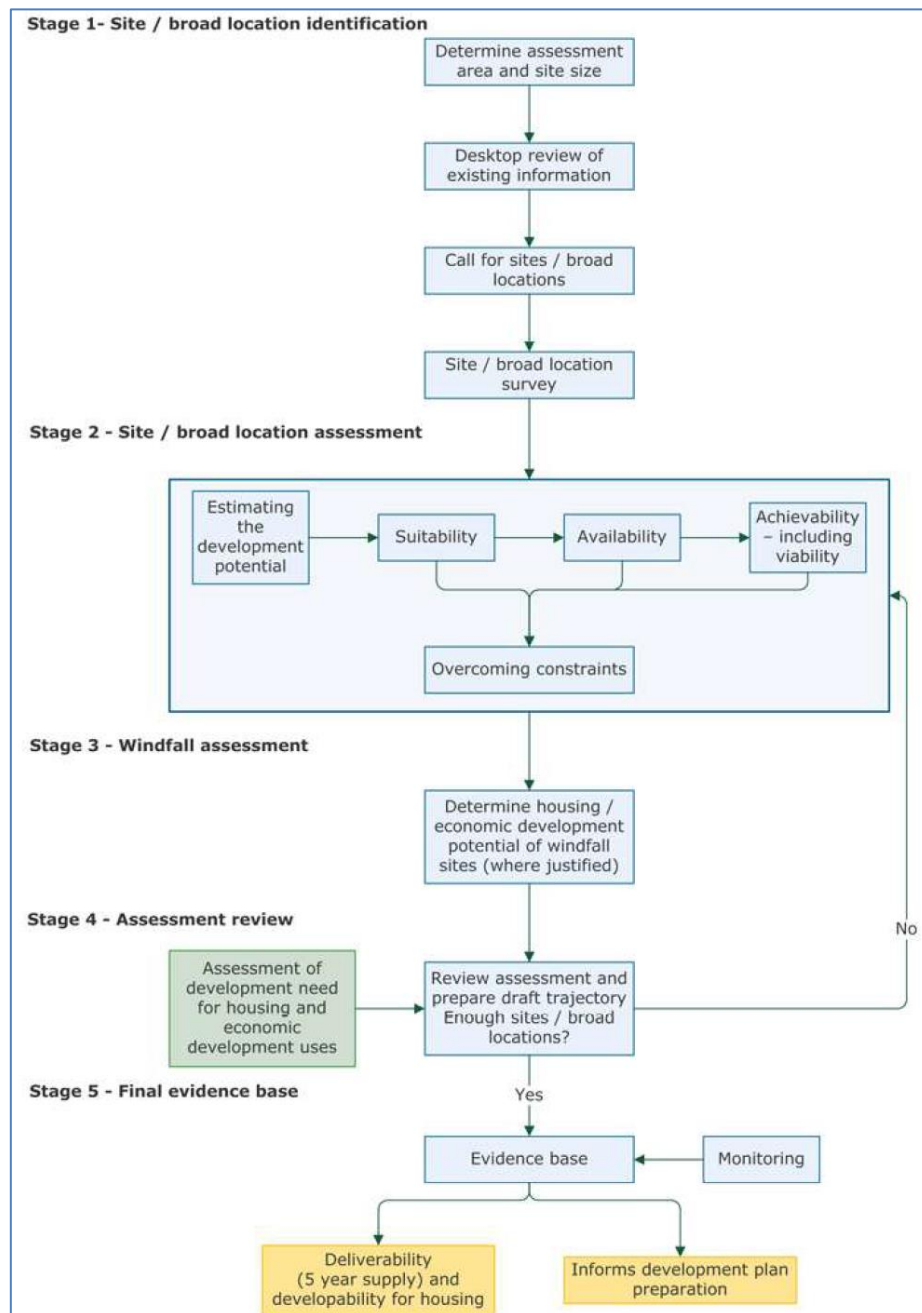 Stage 1- Site / broad location identification
Determine assessment
area and site size
Desktop review of
existing information
Call for sites / broad
locations
Site / broad location
survey
Stage 2 - Site / broad location assessment
Estimating
the
development
potential
Suitability
Availability
Achievability
– including
viability
Overcoming constraints
Stage 3 - Windfall assessment
Determine housing /
economic development
potential of windfall
sites (where justified)
Stage 4 - Assessment review
No
Assessment of
development need
for housing and
economic
development uses
Review assessment and
prepare draft trajectory
Enough sites / broad
locations?
Stage 5 - Final evidence base
Yes
Evidence base
Monitoring
Deliverability
(5 year supply) and
developability for housing
Informs development plan
preparation